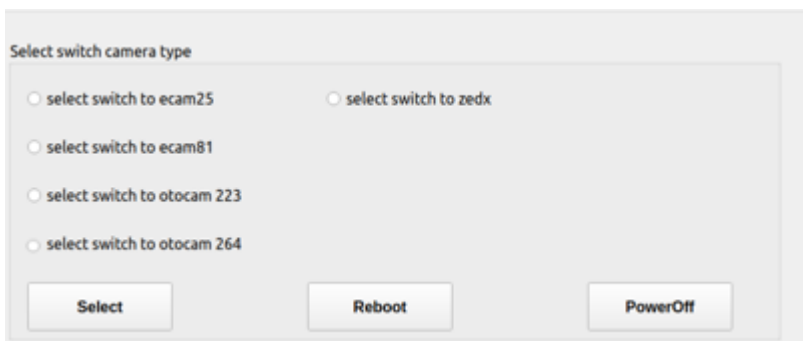 Select switch camera type
select switch to ecam25
select switch to zedx
select switch to ecam81
select switch to otocam 223
select switch to otocam 264
Select
Reboot
PowerOff